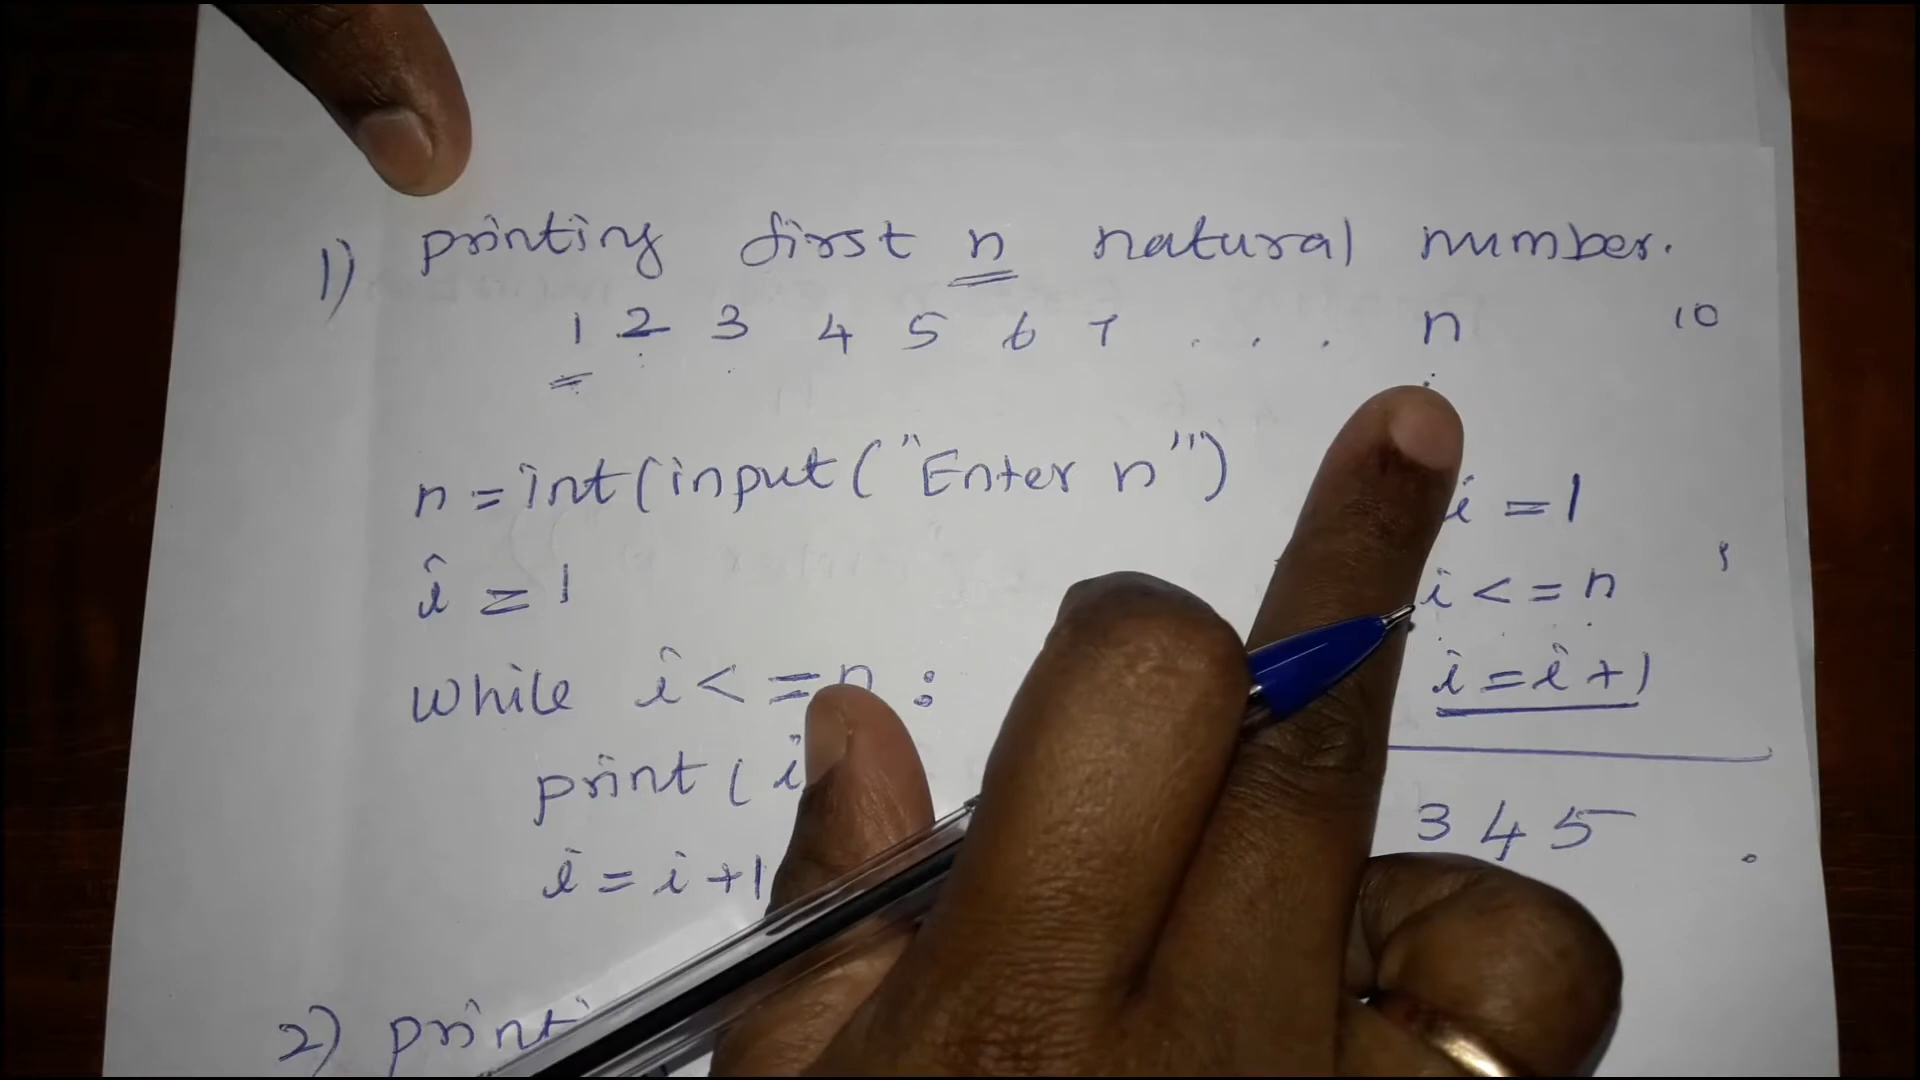 1) printing first n natural number.
1 2 3 4 5 6 7 . . . n 10
n = int(input("Enter n")
i = 1
while i <= n :
print(i
i = i+1
i = 1
i <= n
i = i+1
3 4 5
2)